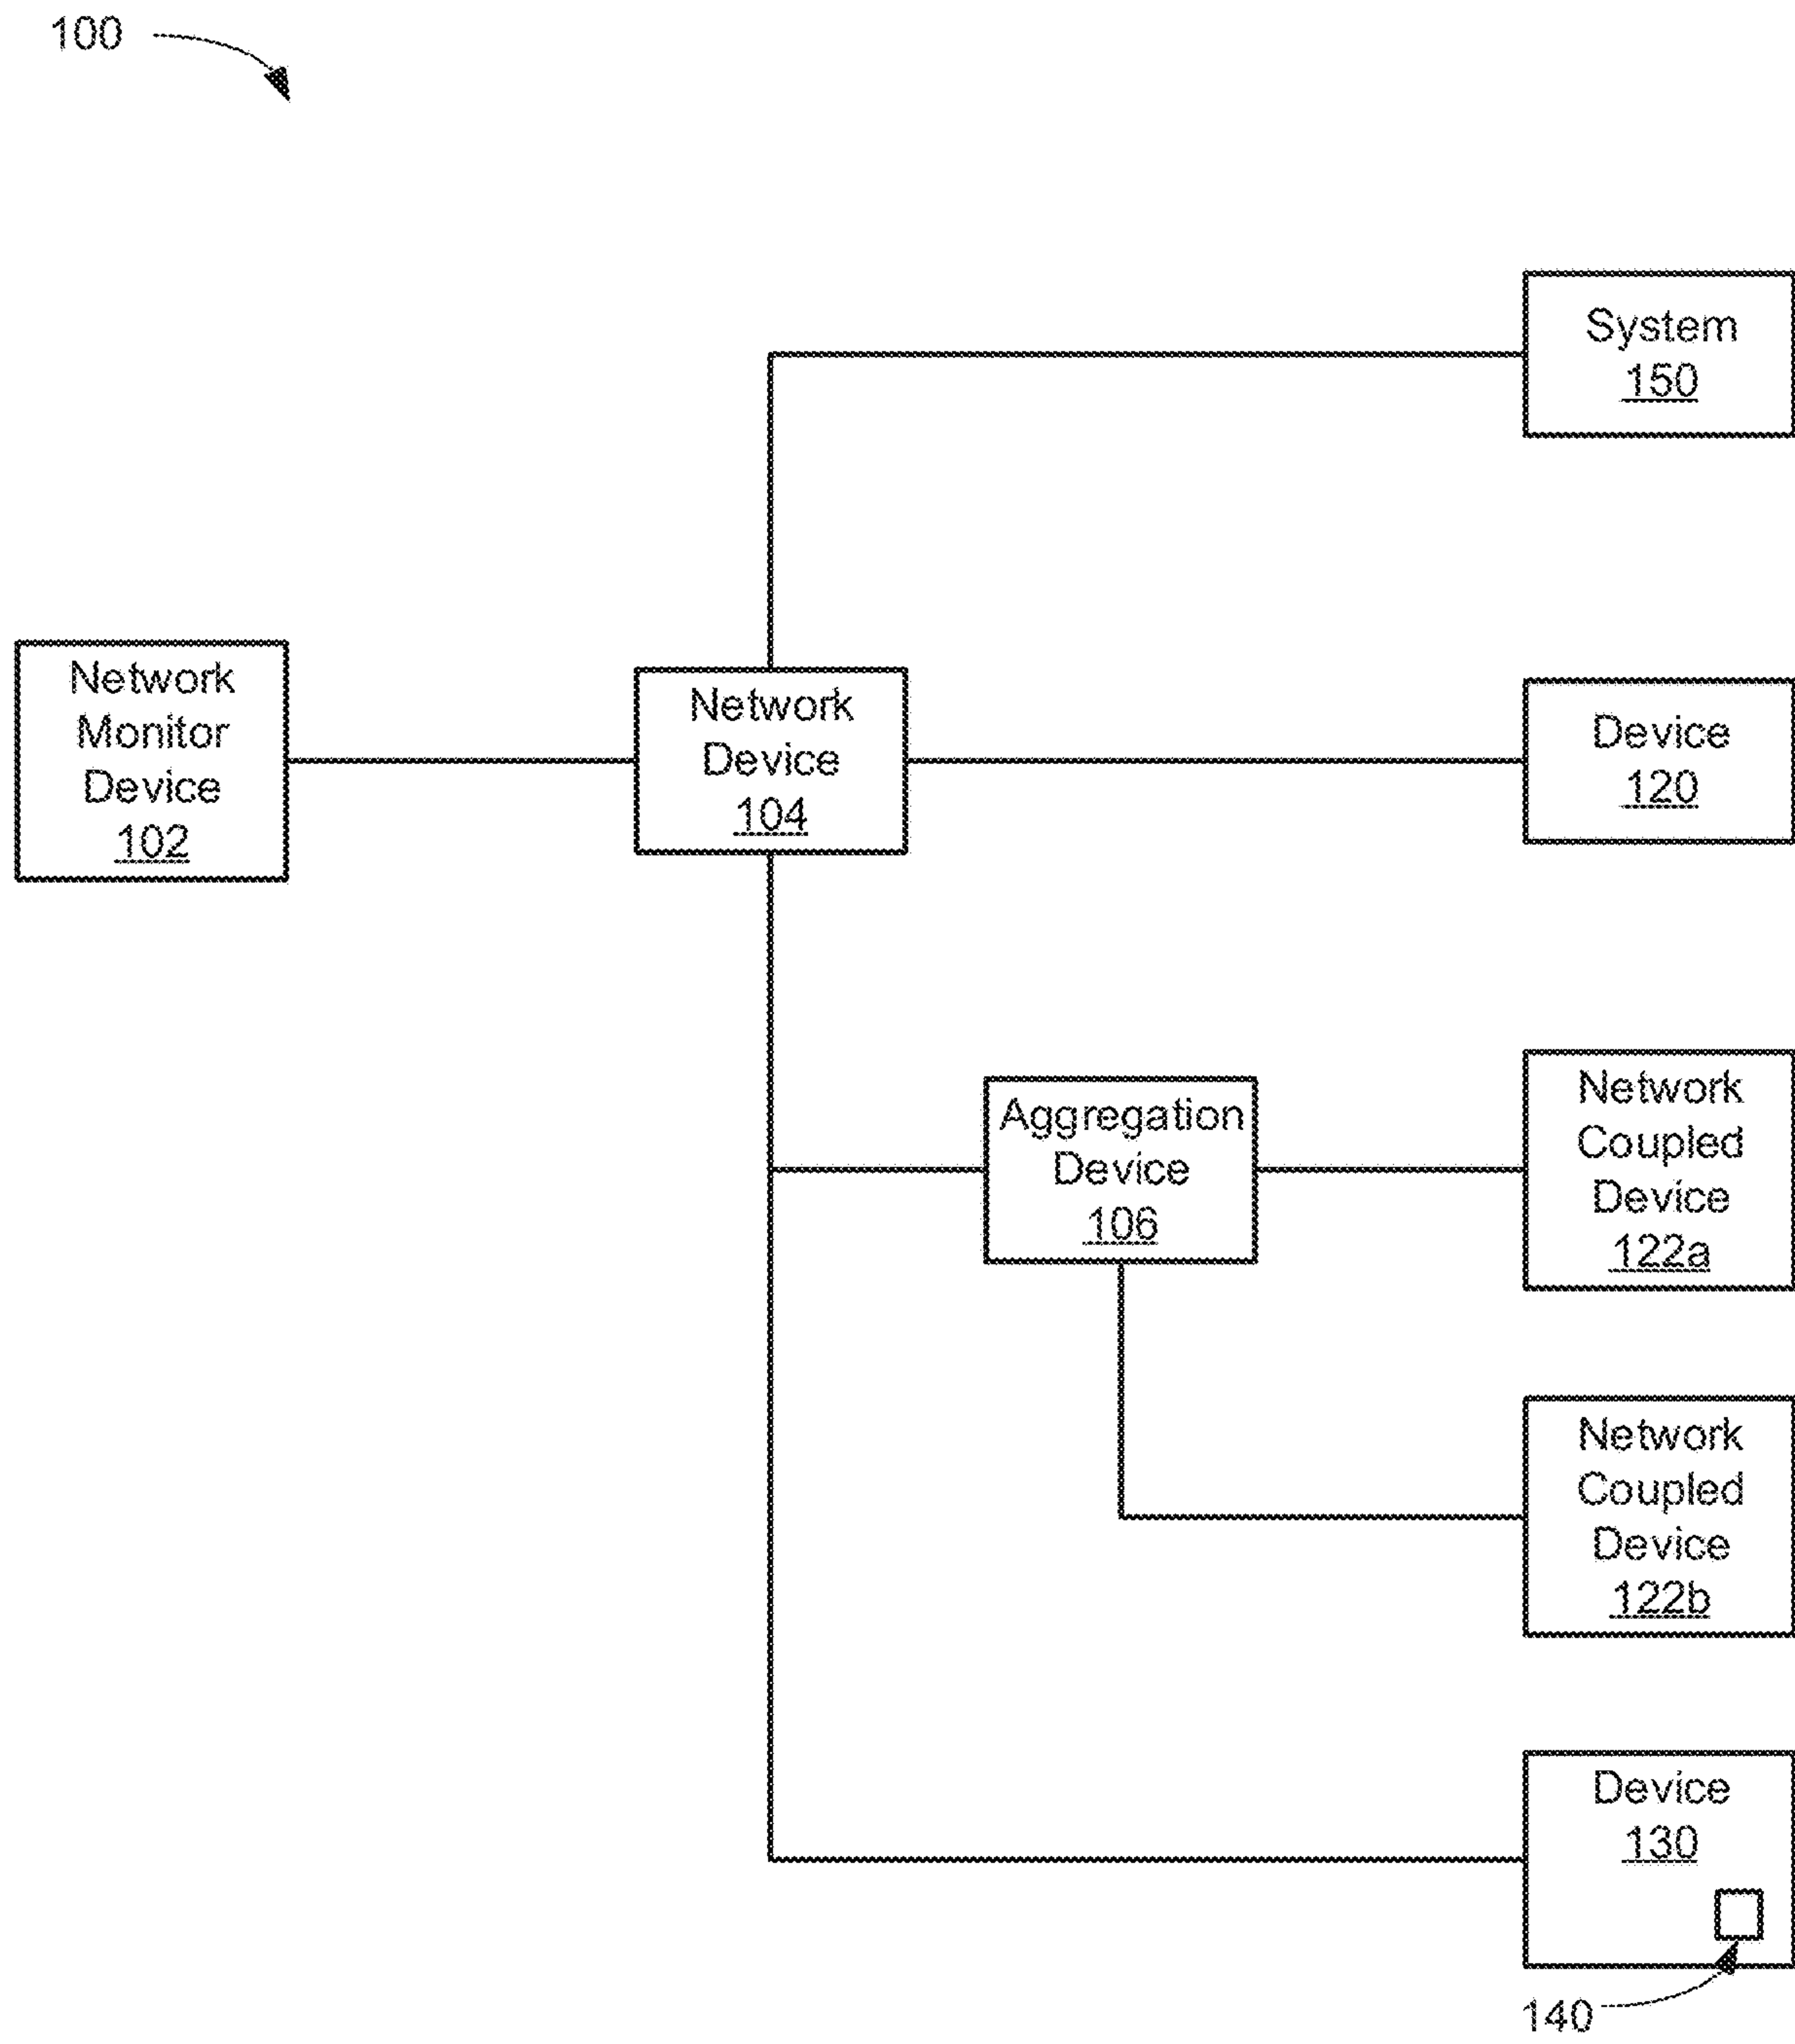 100
System
150
Network
Monitor
Device
102
Network
Device
104
Device
120
Aggregation
Device
106
Network
Coupled
Device
122a
Network
Coupled
Device
122b
Device
130
140